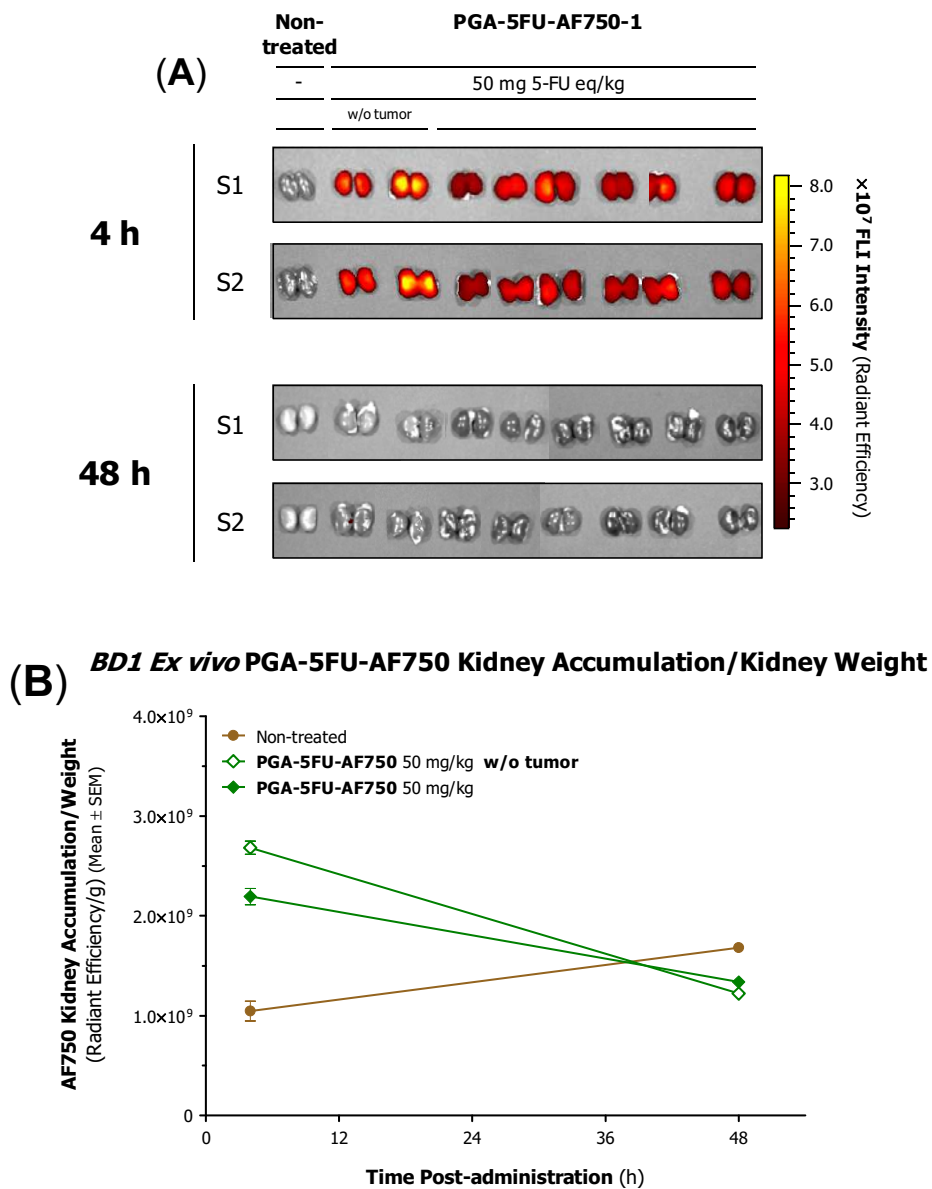 Non-
treated
PGA-5FU-AF750-1
(A)
-
50 mg 5-FU eq/kg
w/o tumor
4 h
S1
S2
48 h
S1
S2
8.0
7.0
6.0
5.0
4.0
3.0
×10⁷ FLI Intensity (Radiant Efficiency)
(B)
BD1 Ex vivo PGA-5FU-AF750 Kidney Accumulation/Kidney Weight
AF750 Kidney Accumulation/Weight
(Radiant Efficiency/g) (Mean ± SEM)
4.0×10⁹
3.0×10⁹
2.0×10⁹
1.0×10⁹
0
Non-treated
PGA-5FU-AF750 50 mg/kg w/o tumor
PGA-5FU-AF750 50 mg/kg
0 12 24 36 48
Time Post-administration (h)